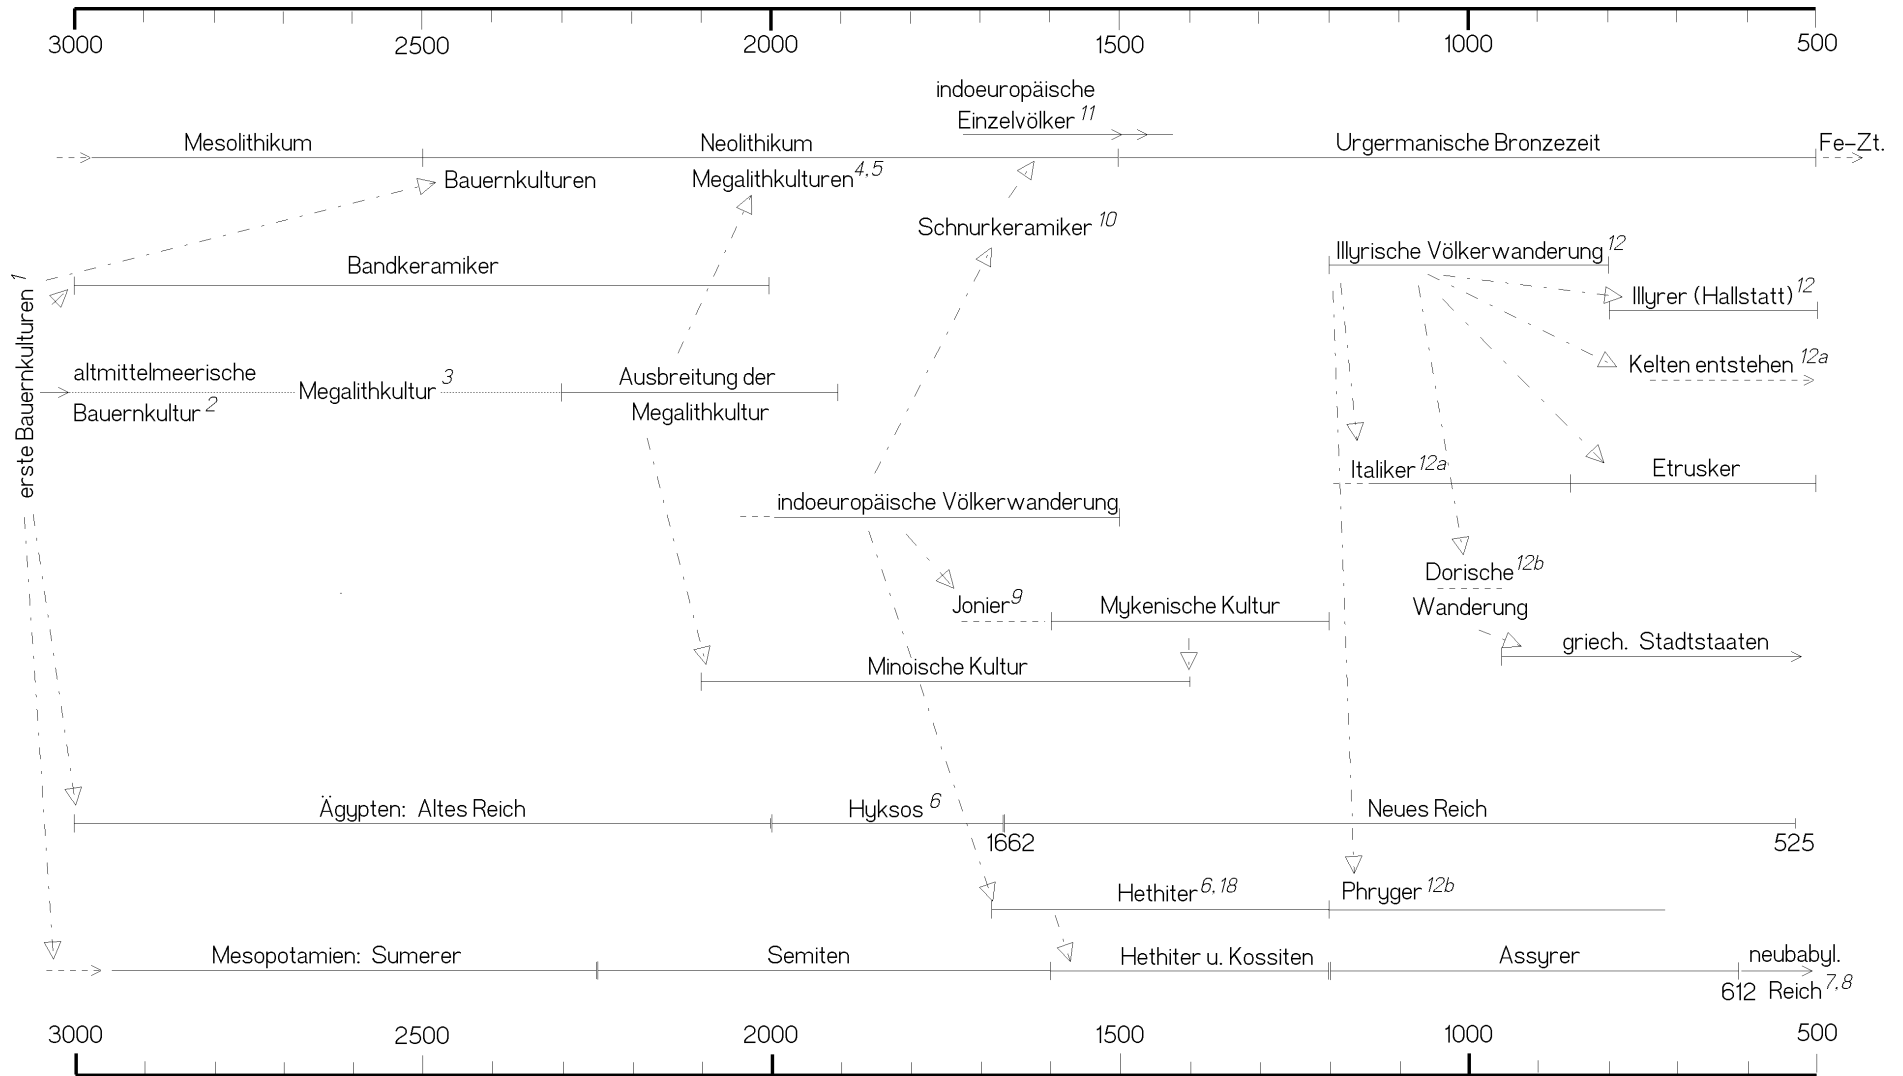 3000 2500 2000 1500 1000 500
indoeuropäische
Einzelvölker 11
Mesolithikum Neolithikum Urgermanische Bronzezeit Fe-Zt.
Bauernkulturen Megalithkulturen 4,5
Schnurkeramiker 10
Illyrische Völkerwanderung 12
Bandkeramiker
erste Bauernkulturen 1
Illyrer (Hallstatt) 12
Kelten entstehen 12a
altmittelmeerische
Bauernkultur 2
Megalithkultur 3
Ausbreitung der
Megalithkultur
Italiker 12a Etrusker
indoeuropäische Völkerwanderung
Dorische 12b
Wanderung
Jonier 9 Mykenische Kultur
griech. Stadtstaaten
Minoische Kultur
Ägypten: Altes Reich Hyksos 6 Neues Reich
1662 525
Hethiter 6,18 Phryger 12b
Mesopotamien: Sumerer Semiten Hethiter u. Kossiten Assyrer neubabyl.
612 Reich 7,8
3000 2500 2000 1500 1000 500